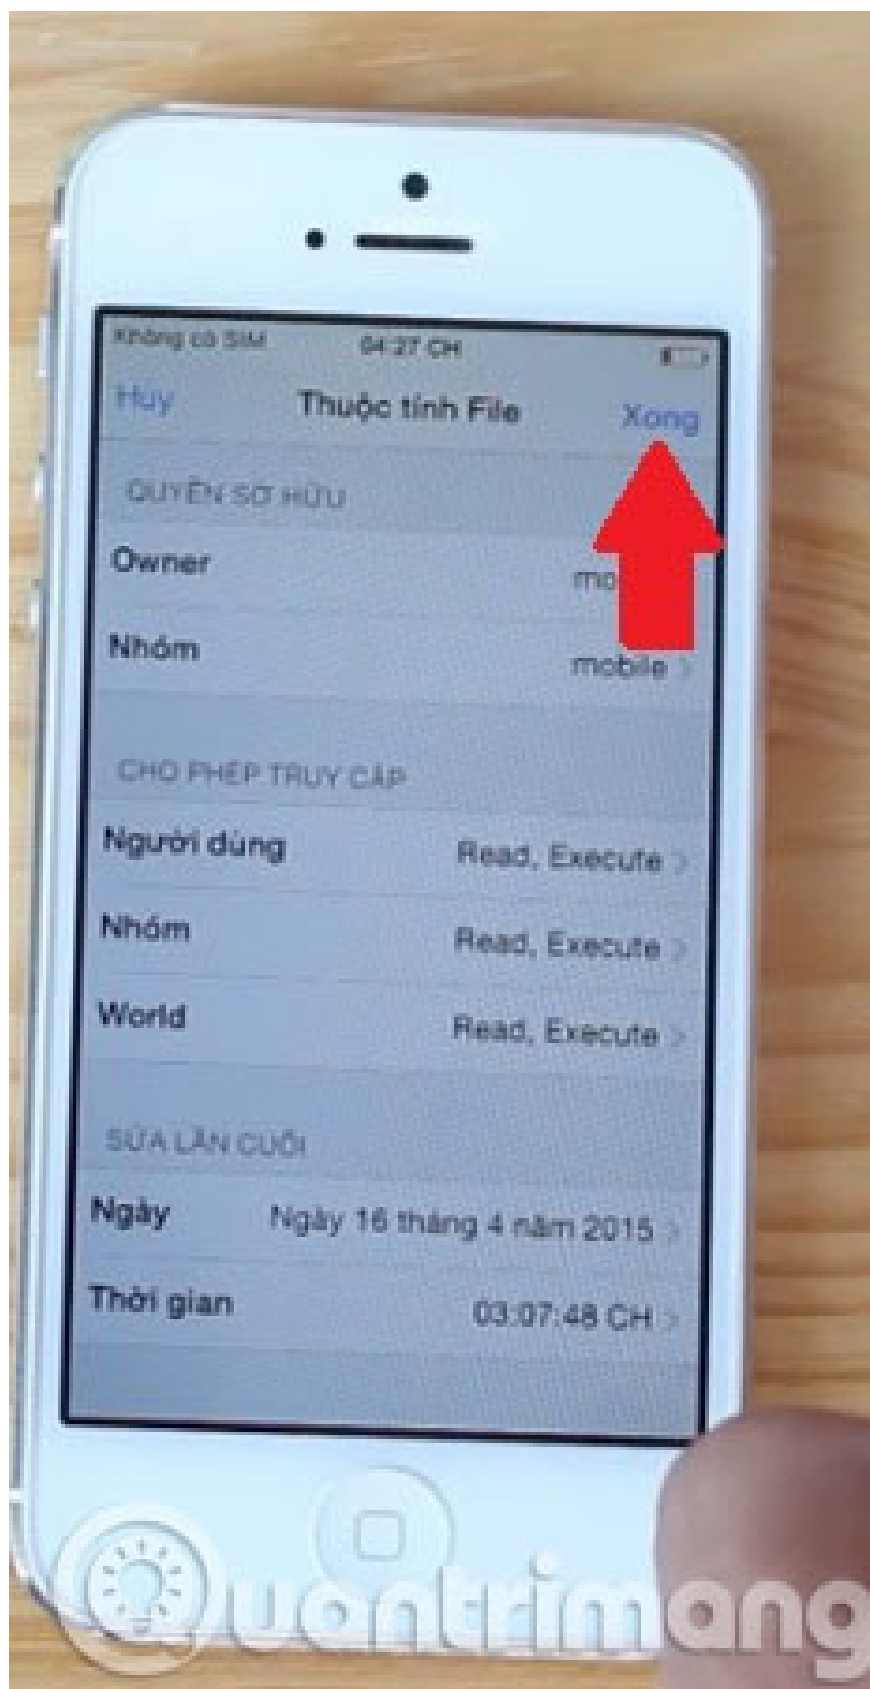 Không có SIM 04:27 CH
Hủy Thuộc tính File Xong
QUYỀN SỞ HỮU
Owner
Nhóm mobile
CHO PHÉP TRUY CẬP
Người dùng Read, Execute
Nhóm Read, Execute
World Read, Execute
SỬA LẦN CUỐI
Ngày Ngày 16 tháng 4 năm 2015
Thời gian 03:07:48 CH
Quantrimang